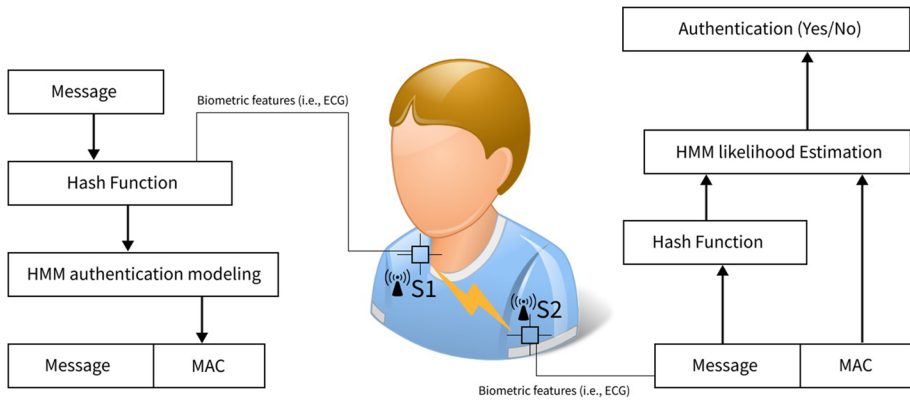 Message
Hash Function
HMM authentication modeling
Message
MAC
Biometric features (i.e., ECG)
S1
S2
Biometric features (i.e., ECG)
Authentication (Yes/No)
HMM likelihood Estimation
Hash Function
Message
MAC